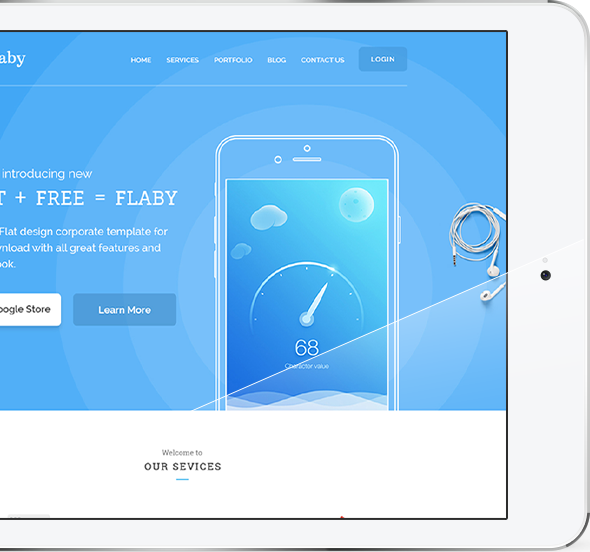 aby
HOME SERVICES PORTFOLIO BLOG CONTACT US LOGIN
introducing new
T + FREE = FLABY
Flat design corporate template for
wnload with all great features and
ook.
oogle Store
Learn More
68
Character value
Welcome to
OUR SEVICES